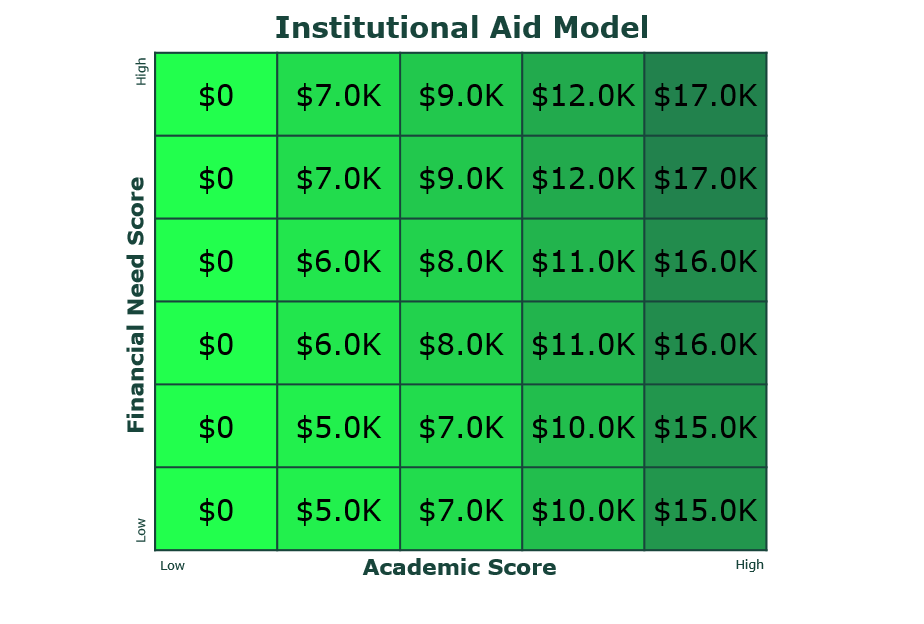 Institutional Aid Model
High
$0 $7.0K $9.0K $12.0K $17.0K
$0 $7.0K $9.0K $12.0K $17.0K
Financial Need Score
$0 $6.0K $8.0K $11.0K $16.0K
$0 $6.0K $8.0K $11.0K $16.0K
$0 $5.0K $7.0K $10.0K $15.0K
$0 $5.0K $7.0K $10.0K $15.0K
Low
Low
Academic Score
High